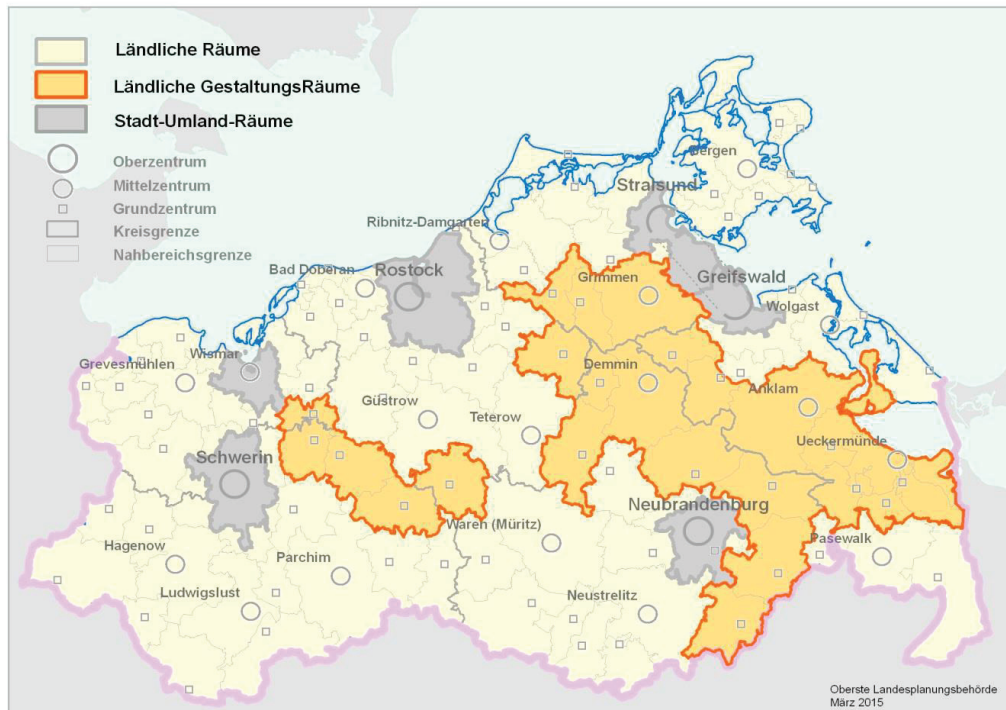 Ländliche Räume
Ländliche GestaltungsRäume
Stadt-Umland-Räume
Oberzentrum
Mittelzentrum
Grundzentrum
Kreisgrenze
Nahbereichsgrenze
Bergen
Stralsund
Ribnitz-Damgarten
Bad Doberan
Rostock
Grimmen
Greifswald
Wolgast
Wismar
Grevesmühlen
Demmin
Anklam
Güstrow
Teterow
Ueckermünde
Schwerin
Neubrandenburg
Waren (Müritz)
Pasewalk
Hagenow
Parchim
Ludwigslust
Neustrelitz
Oberste Landesplanungsbehörde
März 2015